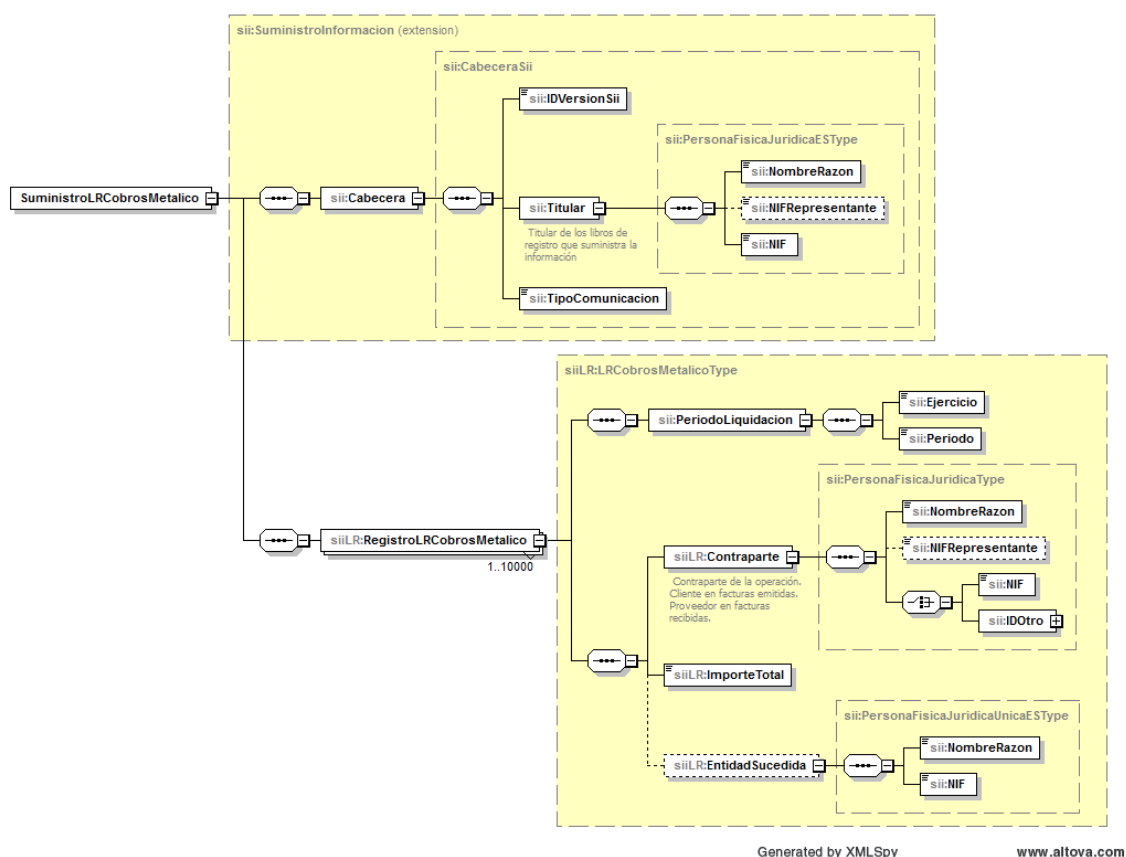 sii:SuministroInformacion (extension)
sii:CabeceraSii
sii:IDVersionSii
sii:PersonaFisicaJuridicaESType
sii:NombreRazon
SuministroLRCobrosMetalico
sii:Cabecera
sii:Titular
sii:NIFRepresentante
Titular de los libros de
registro que suministra la
información
sii:NIF
sii:TipoComunicacion
siiLR:LRCobrosMetalicoType
sii:PeriodoLiquidacion
sii:Ejercicio
sii:Periodo
sii:PersonaFisicaJuridicaType
sii:NombreRazon
siiLR:RegistroLRCobrosMetalico
1..10000
siiLR:Contraparte
sii:NIFRepresentante
Contraparte de la operación.
Cliente en facturas emitidas.
Proveedor en facturas
recibidas.
sii:NIF
sii:IDOtro
siiLR:ImporteTotal
sii:PersonaFisicaJuridicaUnicaESType
sii:NombreRazon
siiLR:EntidadSucedida
sii:NIF
Generated by XMLSpy
www.altova.com